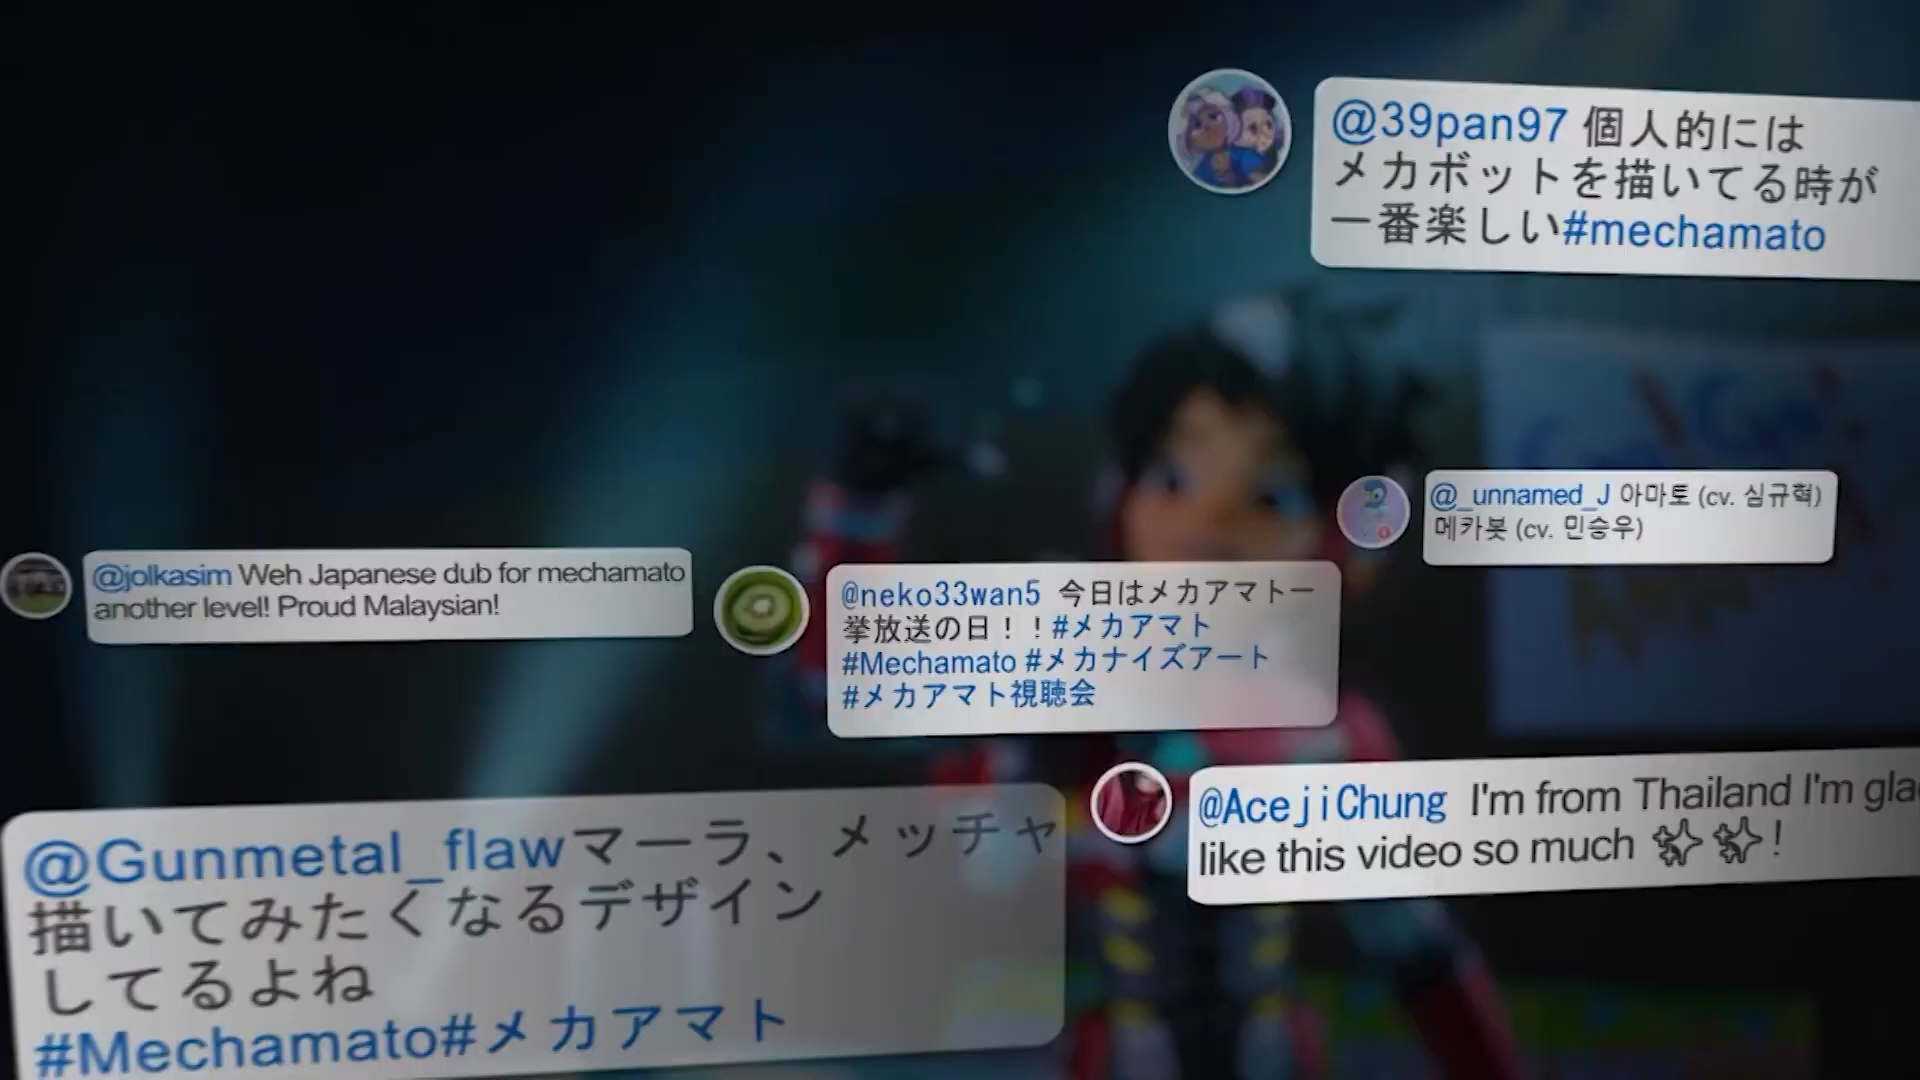 @39pan97 個人的には
メカボットを描いてる時が
一番楽しい#mechamato
@_unnamed_J 아마토 (cv. 심규혁)
메카봇 (cv. 민승우)
@jolkasim Weh Japanese dub for mechamato
another level! Proud Malaysian!
@neko33wan5 今日はメカアマト一
挙放送の日！！#メカアマト
#Mechamato #メカナイズアート
#メカアマト視聴会
@AcejiChung I'm from Thailand I'm
like this video so much ✨✨!
@Gunmetal_flawマーラ、メッチャ
描いてみたくなるデザイン
してるよね
#Mechamato#メカアマト